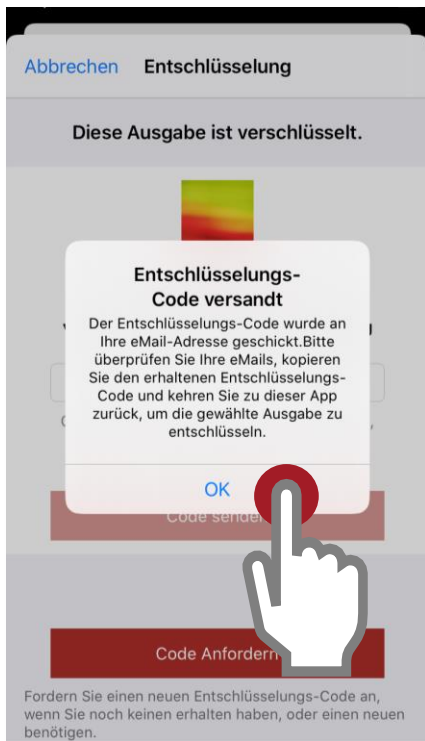 Abbrechen Entschlüsselung
Diese Ausgabe ist verschlüsselt.
Entschlüsselungs-
Code versandt
Der Entschlüsselungs-Code wurde an
Ihre eMail-Adresse geschickt.Bitte
überprüfen Sie Ihre eMails, kopieren
Sie den erhaltenen Entschlüsselungs-
Code und kehren Sie zu dieser App
zurück, um die gewählte Ausgabe zu
entschlüsseln.
OK
Code senden
Code Anfordern
Fordern Sie einen neuen Entschlüsselungs-Code an,
wenn Sie noch keinen erhalten haben, oder einen neuen
benötigen.